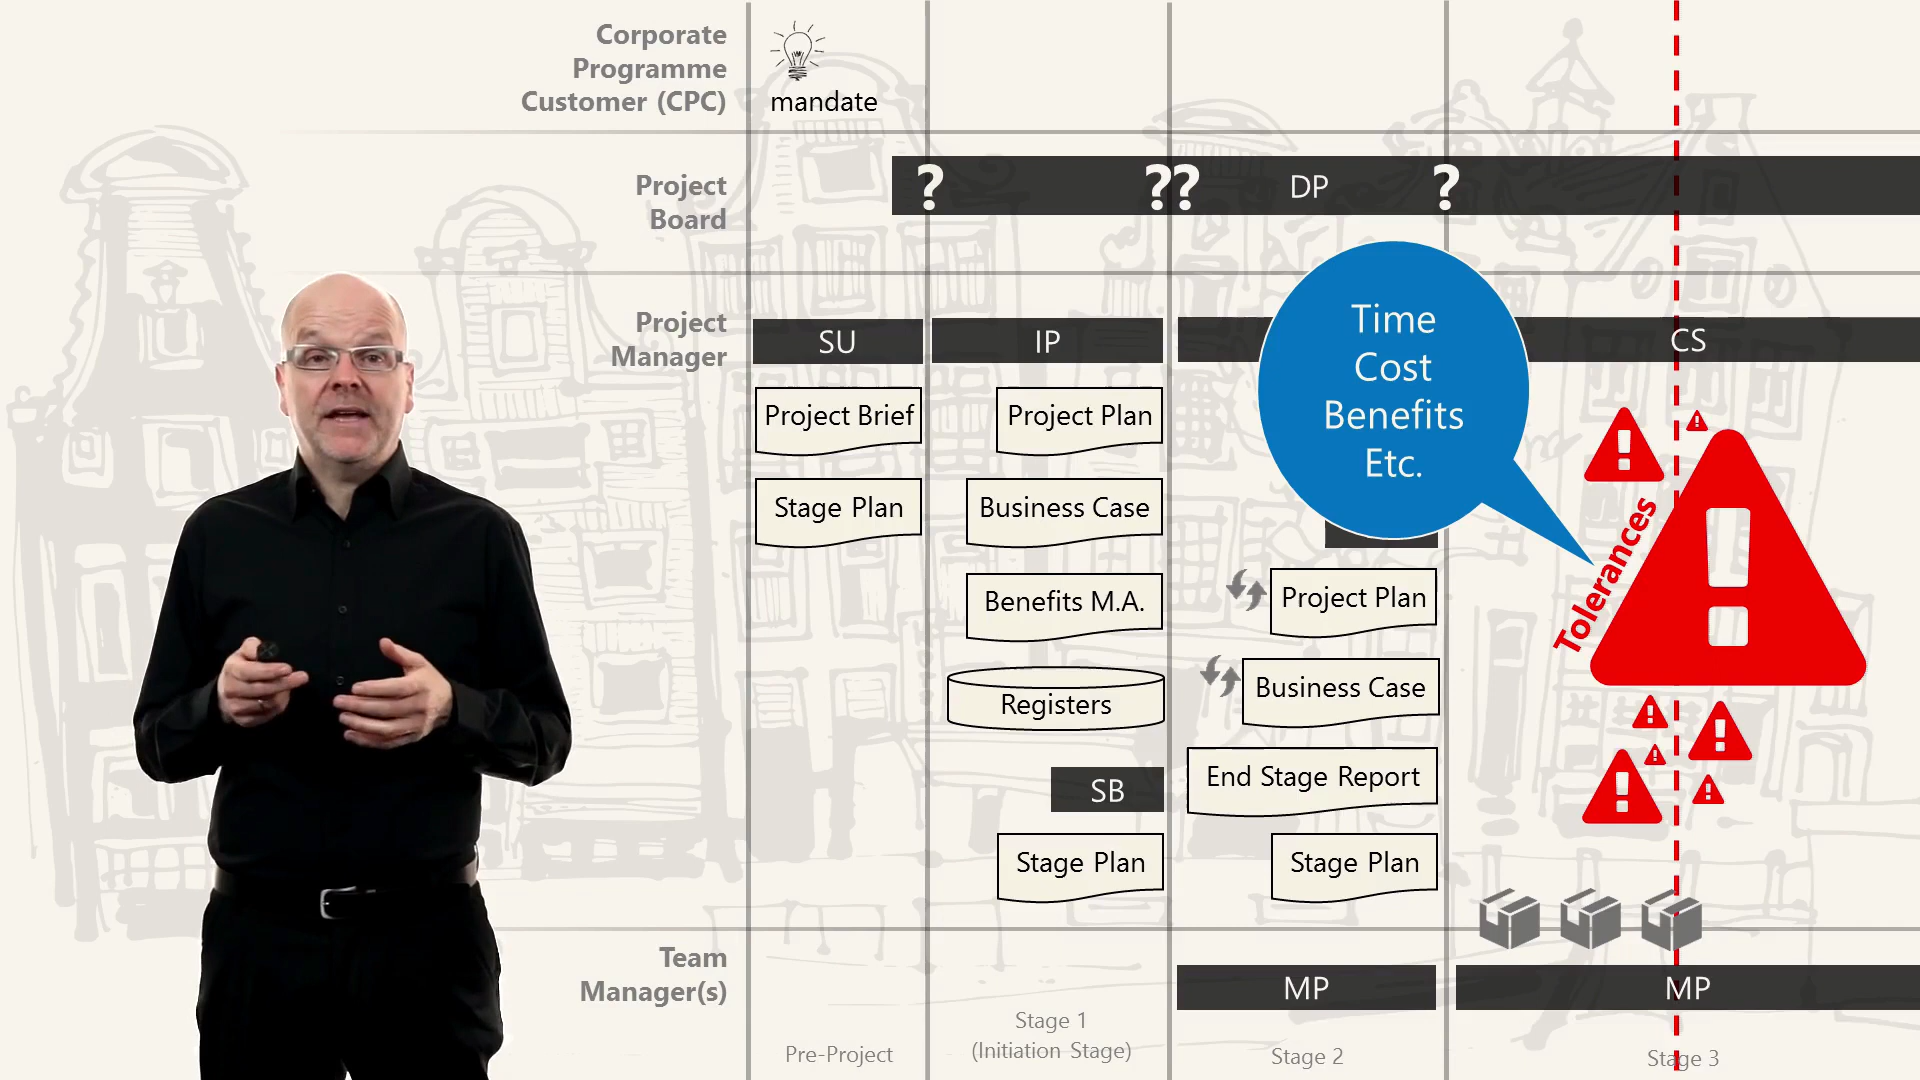 Corporate
Programme
Customer (CPC)
mandate
Project
Board
?
??
DP
?
Project
Manager
SU
IP
CS
Time
Cost
Benefits
Etc.
Project Brief
Project Plan
Stage Plan
Business Case
Tolerances
Benefits M.A.
Project Plan
Registers
Business Case
SB
End Stage Report
Stage Plan
Stage Plan
Team
Manager(s)
MP
MP
Pre-Project
Stage 1
(Initiation Stage)
Stage 2
Stage 3